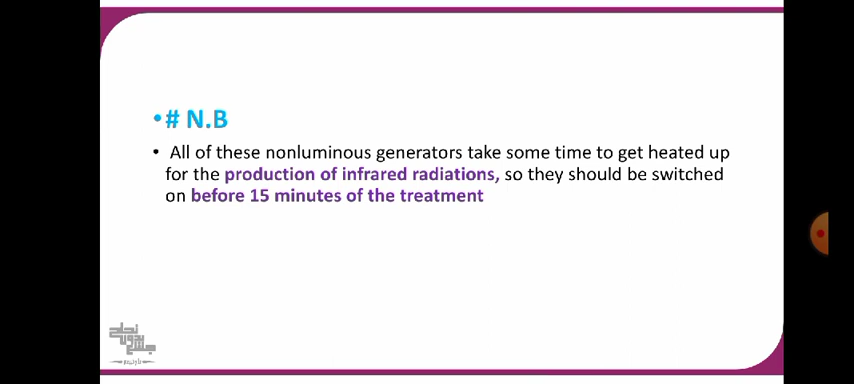 • # N.B
• All of these nonluminous generators take some time to get heated up
for the production of infrared radiations, so they should be switched
on before 15 minutes of the treatment